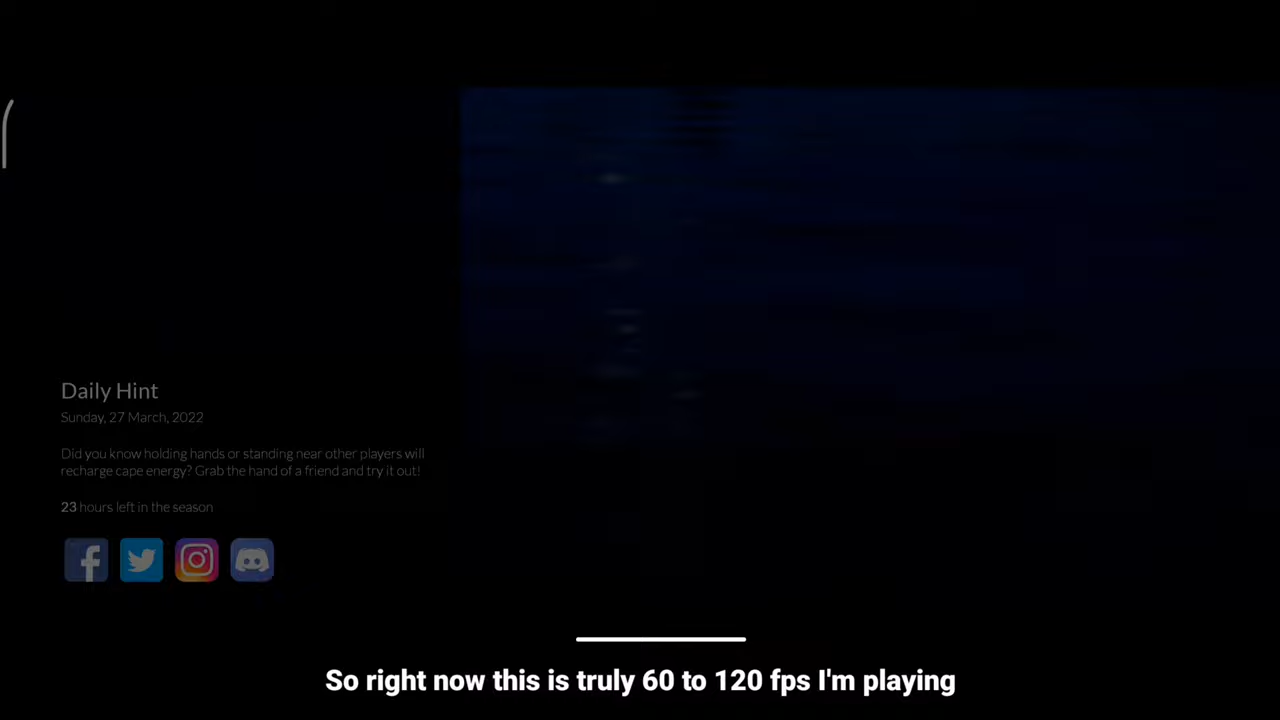 Daily Hint
Sunday, 27 March, 2022
Did you know holding hands or standing near other players will
recharge cape energy? Grab the hand of a friend and try it out!
23 hours left in the season
So right now this is truly 60 to 120 fps I'm playing